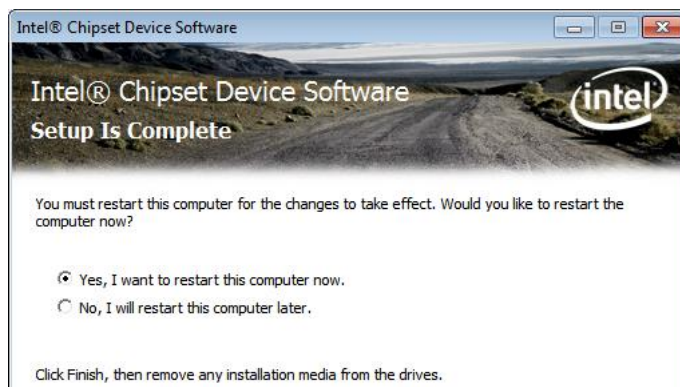 Intel® Chipset Device Software
Intel® Chipset Device Software
Setup Is Complete
intel
You must restart this computer for the changes to take effect. Would you like to restart the
computer now?
Yes, I want to restart this computer now.
No, I will restart this computer later.
Click Finish, then remove any installation media from the drives.